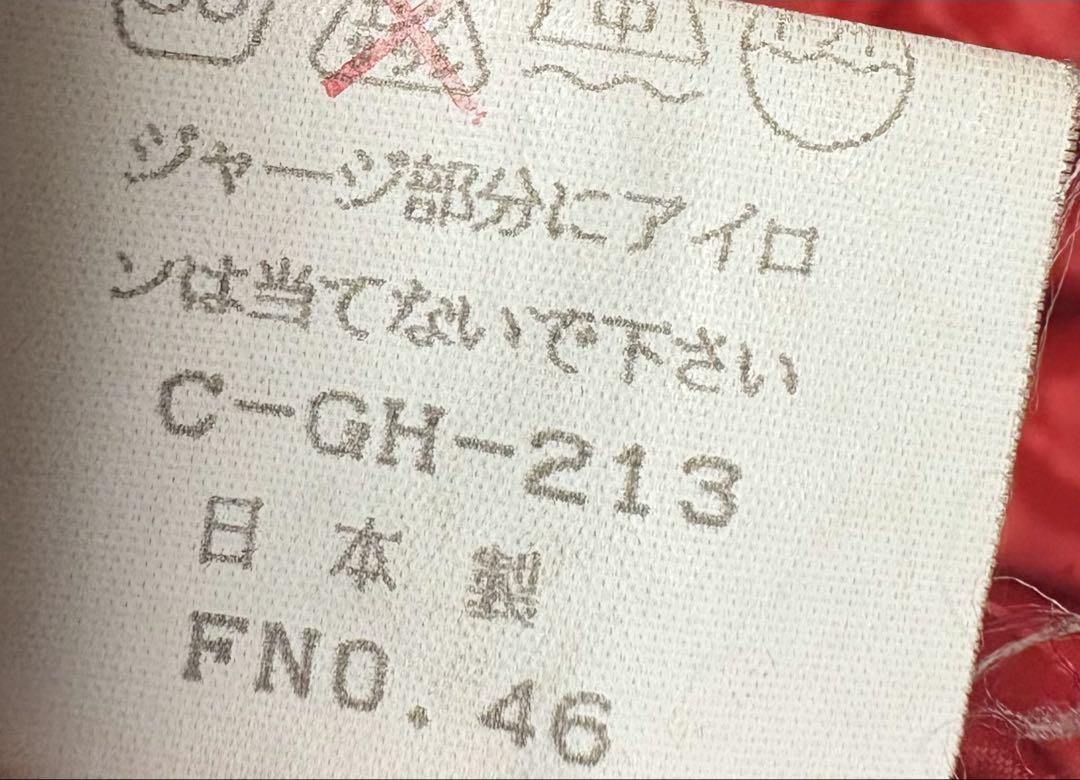 中
ジャージ部分にアイロ
ンは当てないで下さい
C-GH-213
日本製
FNO.46